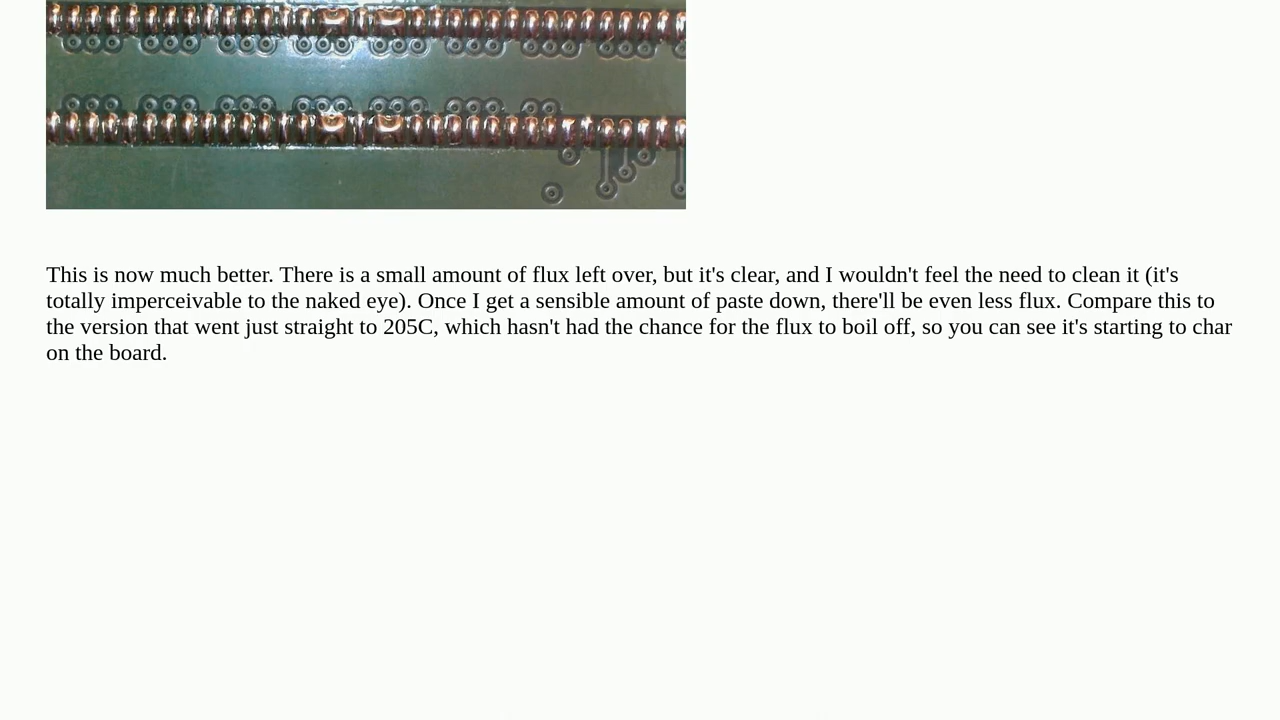 This is now much better. There is a small amount of flux left over, but it's clear, and I wouldn't feel the need to clean it (it's
totally imperceivable to the naked eye). Once I get a sensible amount of paste down, there'll be even less flux. Compare this to
the version that went just straight to 205C, which hasn't had the chance for the flux to boil off, so you can see it's starting to char
on the board.